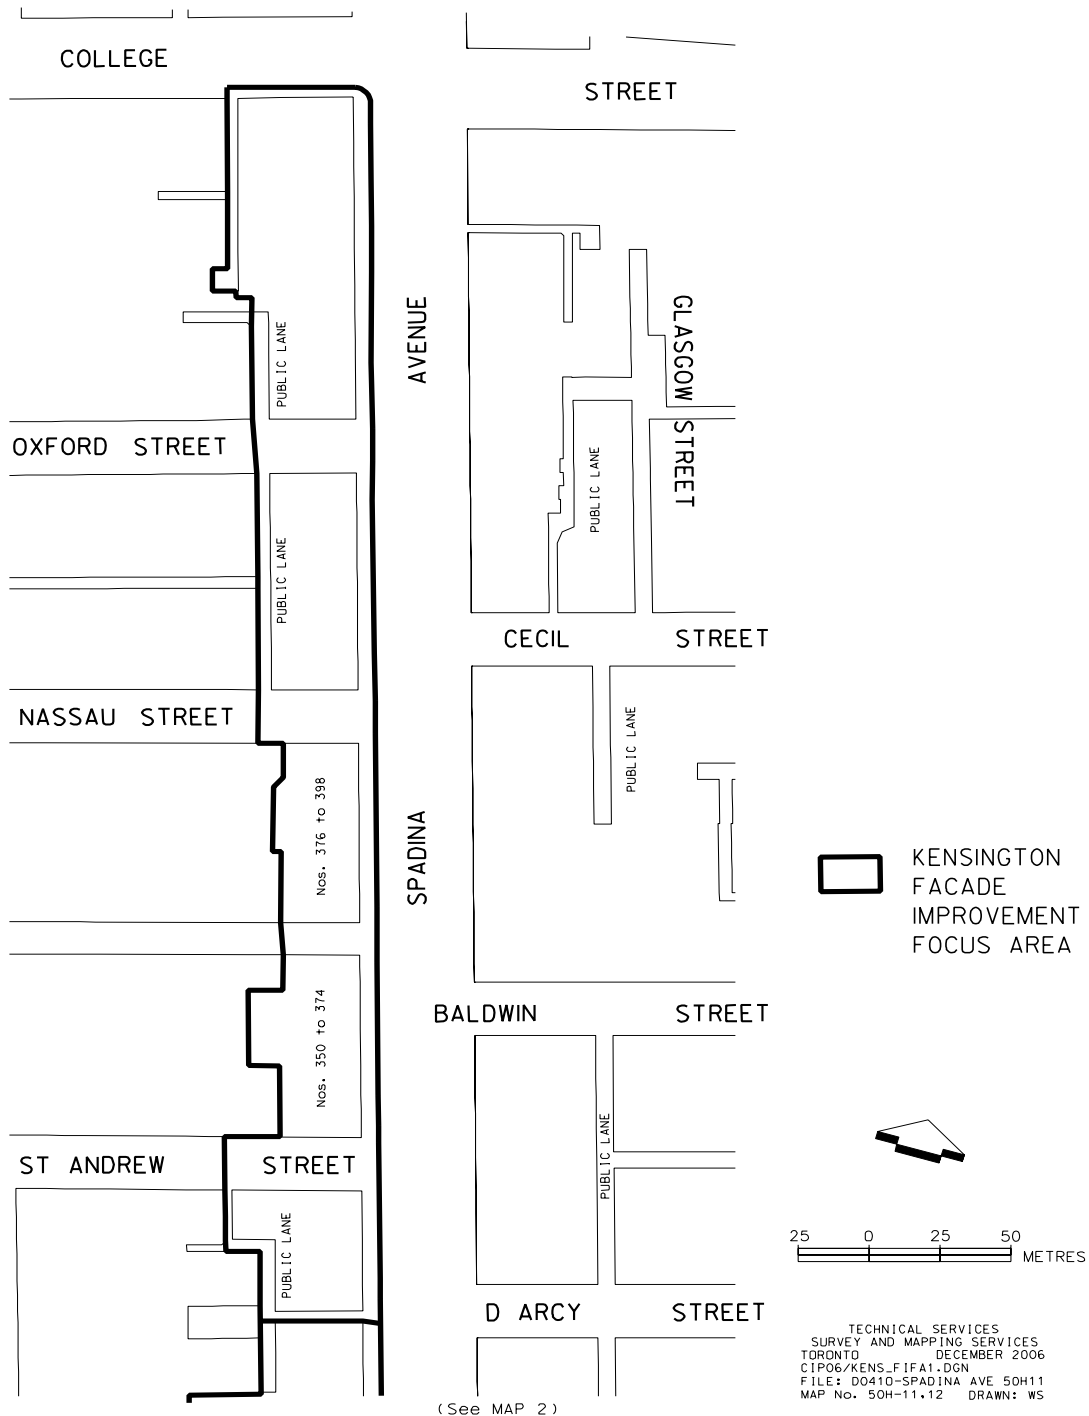 COLLEGE
STREET
AVENUE
GLASGOW STREET
PUBLIC LANE
OXFORD STREET
PUBLIC LANE
PUBLIC LANE
CECIL STREET
NASSAU STREET
PUBLIC LANE
Nos. 376 to 398
SPADINA
KENSINGTON
FACADE
IMPROVEMENT
FOCUS AREA
BALDWIN STREET
Nos. 350 to 374
PUBLIC LANE
ST ANDREW STREET
PUBLIC LANE
25 0 25 50
METRES
D ARCY STREET
TECHNICAL SERVICES
SURVEY AND MAPPING SERVICES
TORONTO DECEMBER 2006
CIP06/KENS_FIFA1.DGN
FILE: D0410-SPADINA AVE 50H11
MAP No. 50H-11,12 DRAWN: WS
(See MAP 2)